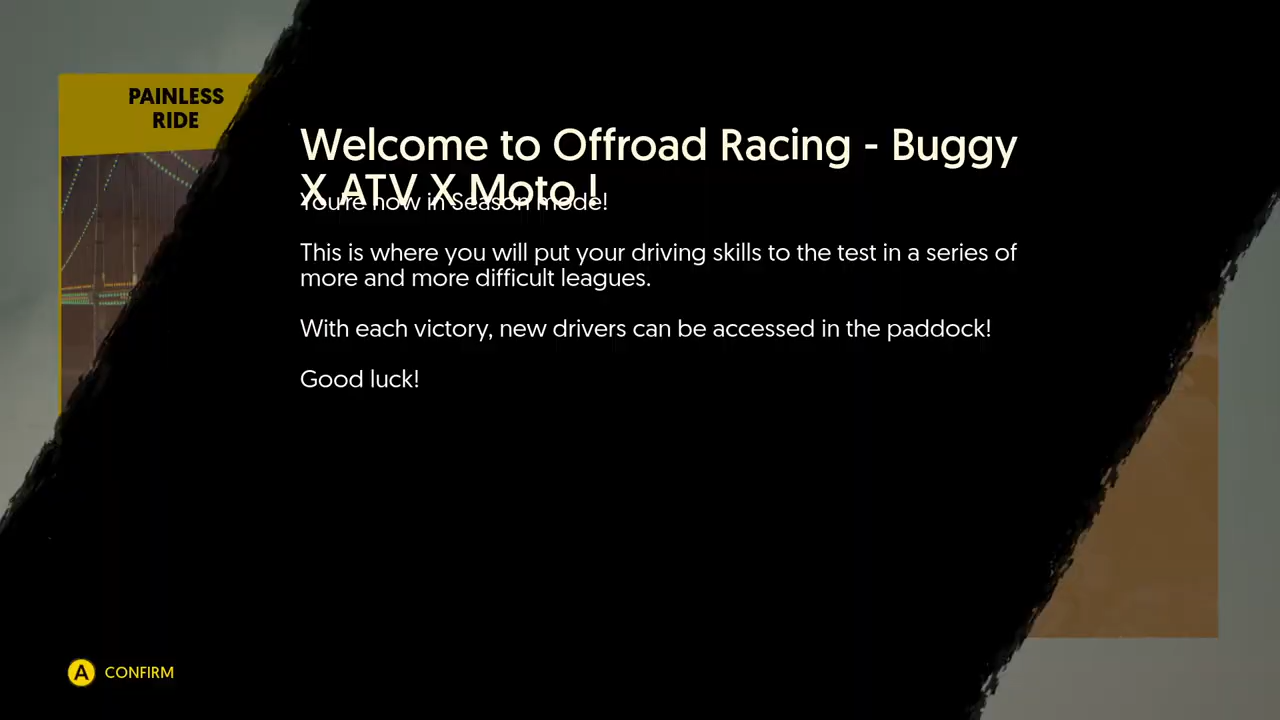 PAINLESS
RIDE
Welcome to Offroad Racing - Buggy
X ATV X Moto !
You're now in Season mode!
This is where you will put your driving skills to the test in a series of
more and more difficult leagues.
With each victory, new drivers can be accessed in the paddock!
Good luck!
A CONFIRM